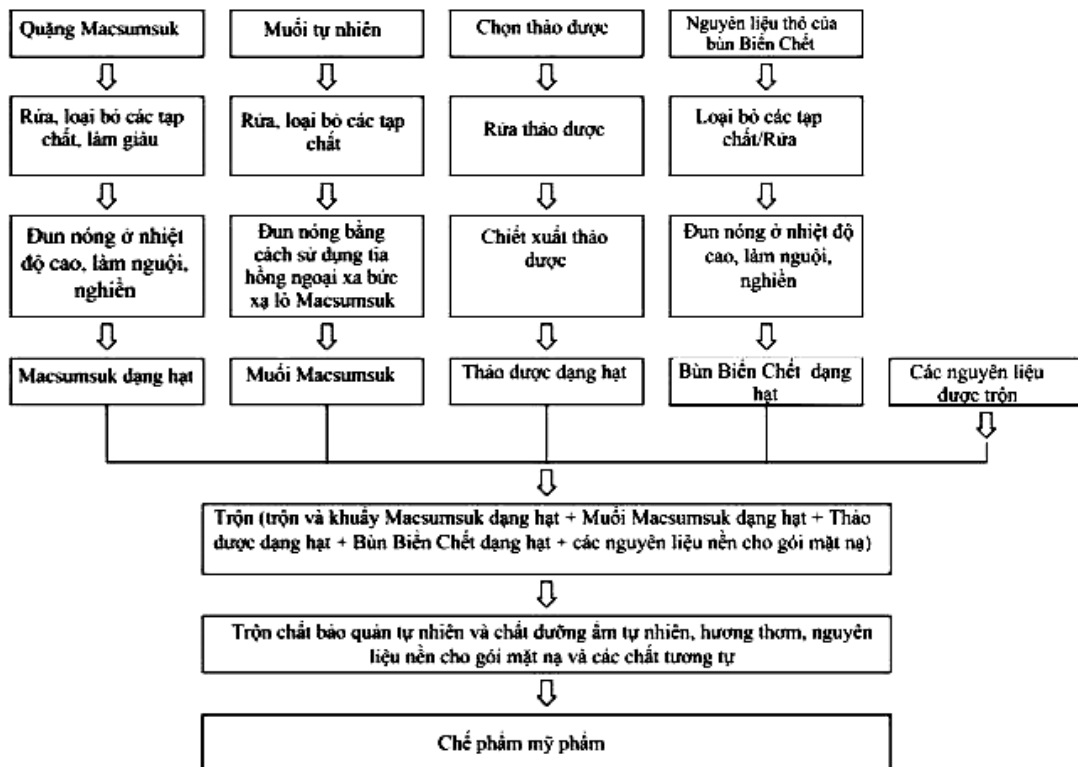 Quặng Macsumsuk
Muối tự nhiên
Chọn thảo dược
Nguyên liệu thô của
bùn Biển Chết
Rửa, loại bỏ các tạp
chất, làm giàu
Rửa, loại bỏ các tạp
chất
Rửa thảo dược
Loại bỏ các tạp
chất/Rửa
Đun nóng ở nhiệt
độ cao, làm nguội,
nghiền
Đun nóng bằng
cách sử dụng tia
hồng ngoại xa bức
xạ lò Macsumsuk
Chiết xuất thảo
dược
Đun nóng ở nhiệt độ
cao, làm nguội,
nghiền
Macsumsuk dạng hạt
Muối Macsumsuk
Thảo dược dạng hạt
Bùn Biển Chết dạng
hạt
Các nguyên liệu
được trộn
Trộn (trộn và khuấy Macsumsuk dạng hạt + Muối Macsumsuk dạng hạt + Thảo
dược dạng hạt + Bùn Biển Chết dạng hạt + các nguyên liệu nền cho gói mặt nạ)
Trộn chất bảo quản tự nhiên và chất dưỡng ẩm tự nhiên, hương thơm, nguyên
liệu nền cho gói mặt nạ và các chất tương tự
Chế phẩm mỹ phẩm